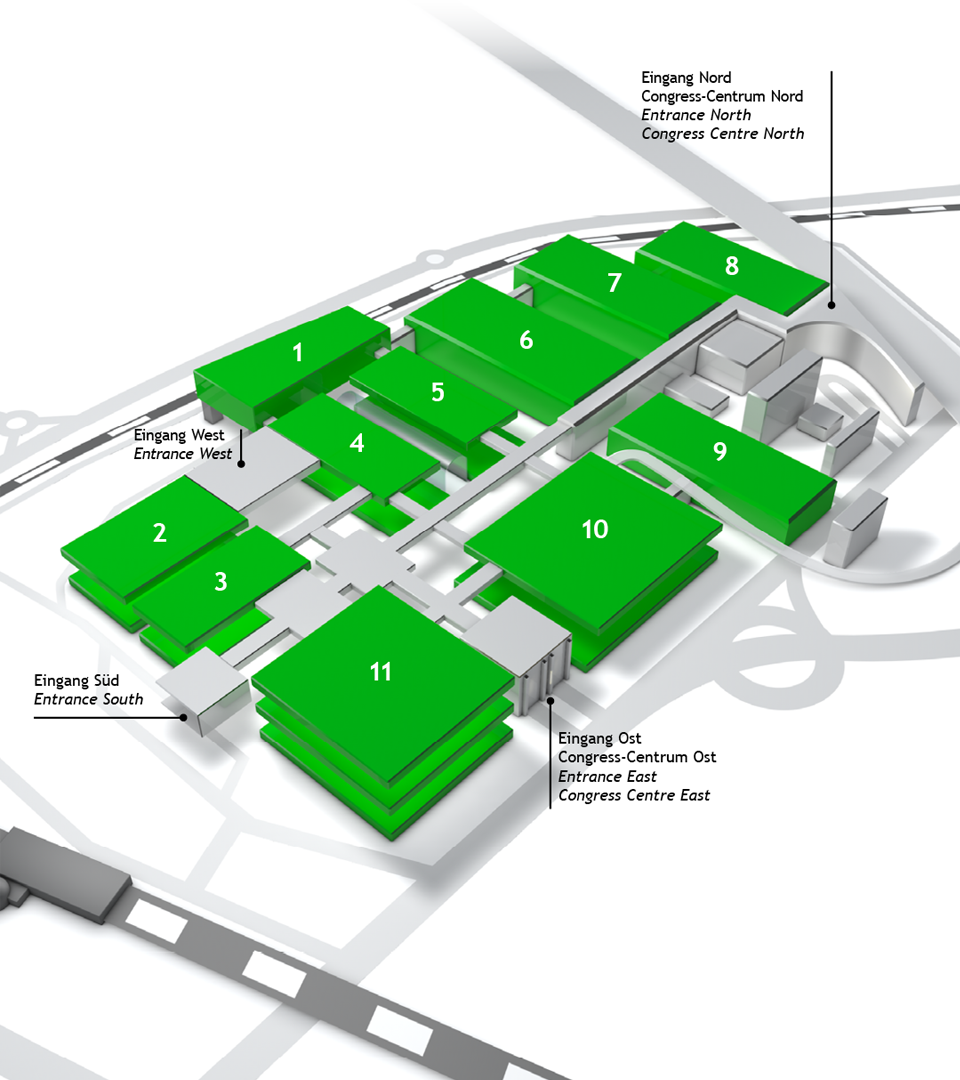 Eingang Nord
Congress-Centrum Nord
Entrance North
Congress Centre North
8
7
6
1
5
4
Eingang West
Entrance West
9
2
10
3
11
Eingang Süd
Entrance South
Eingang Ost
Congress-Centrum Ost
Entrance East
Congress Centre East